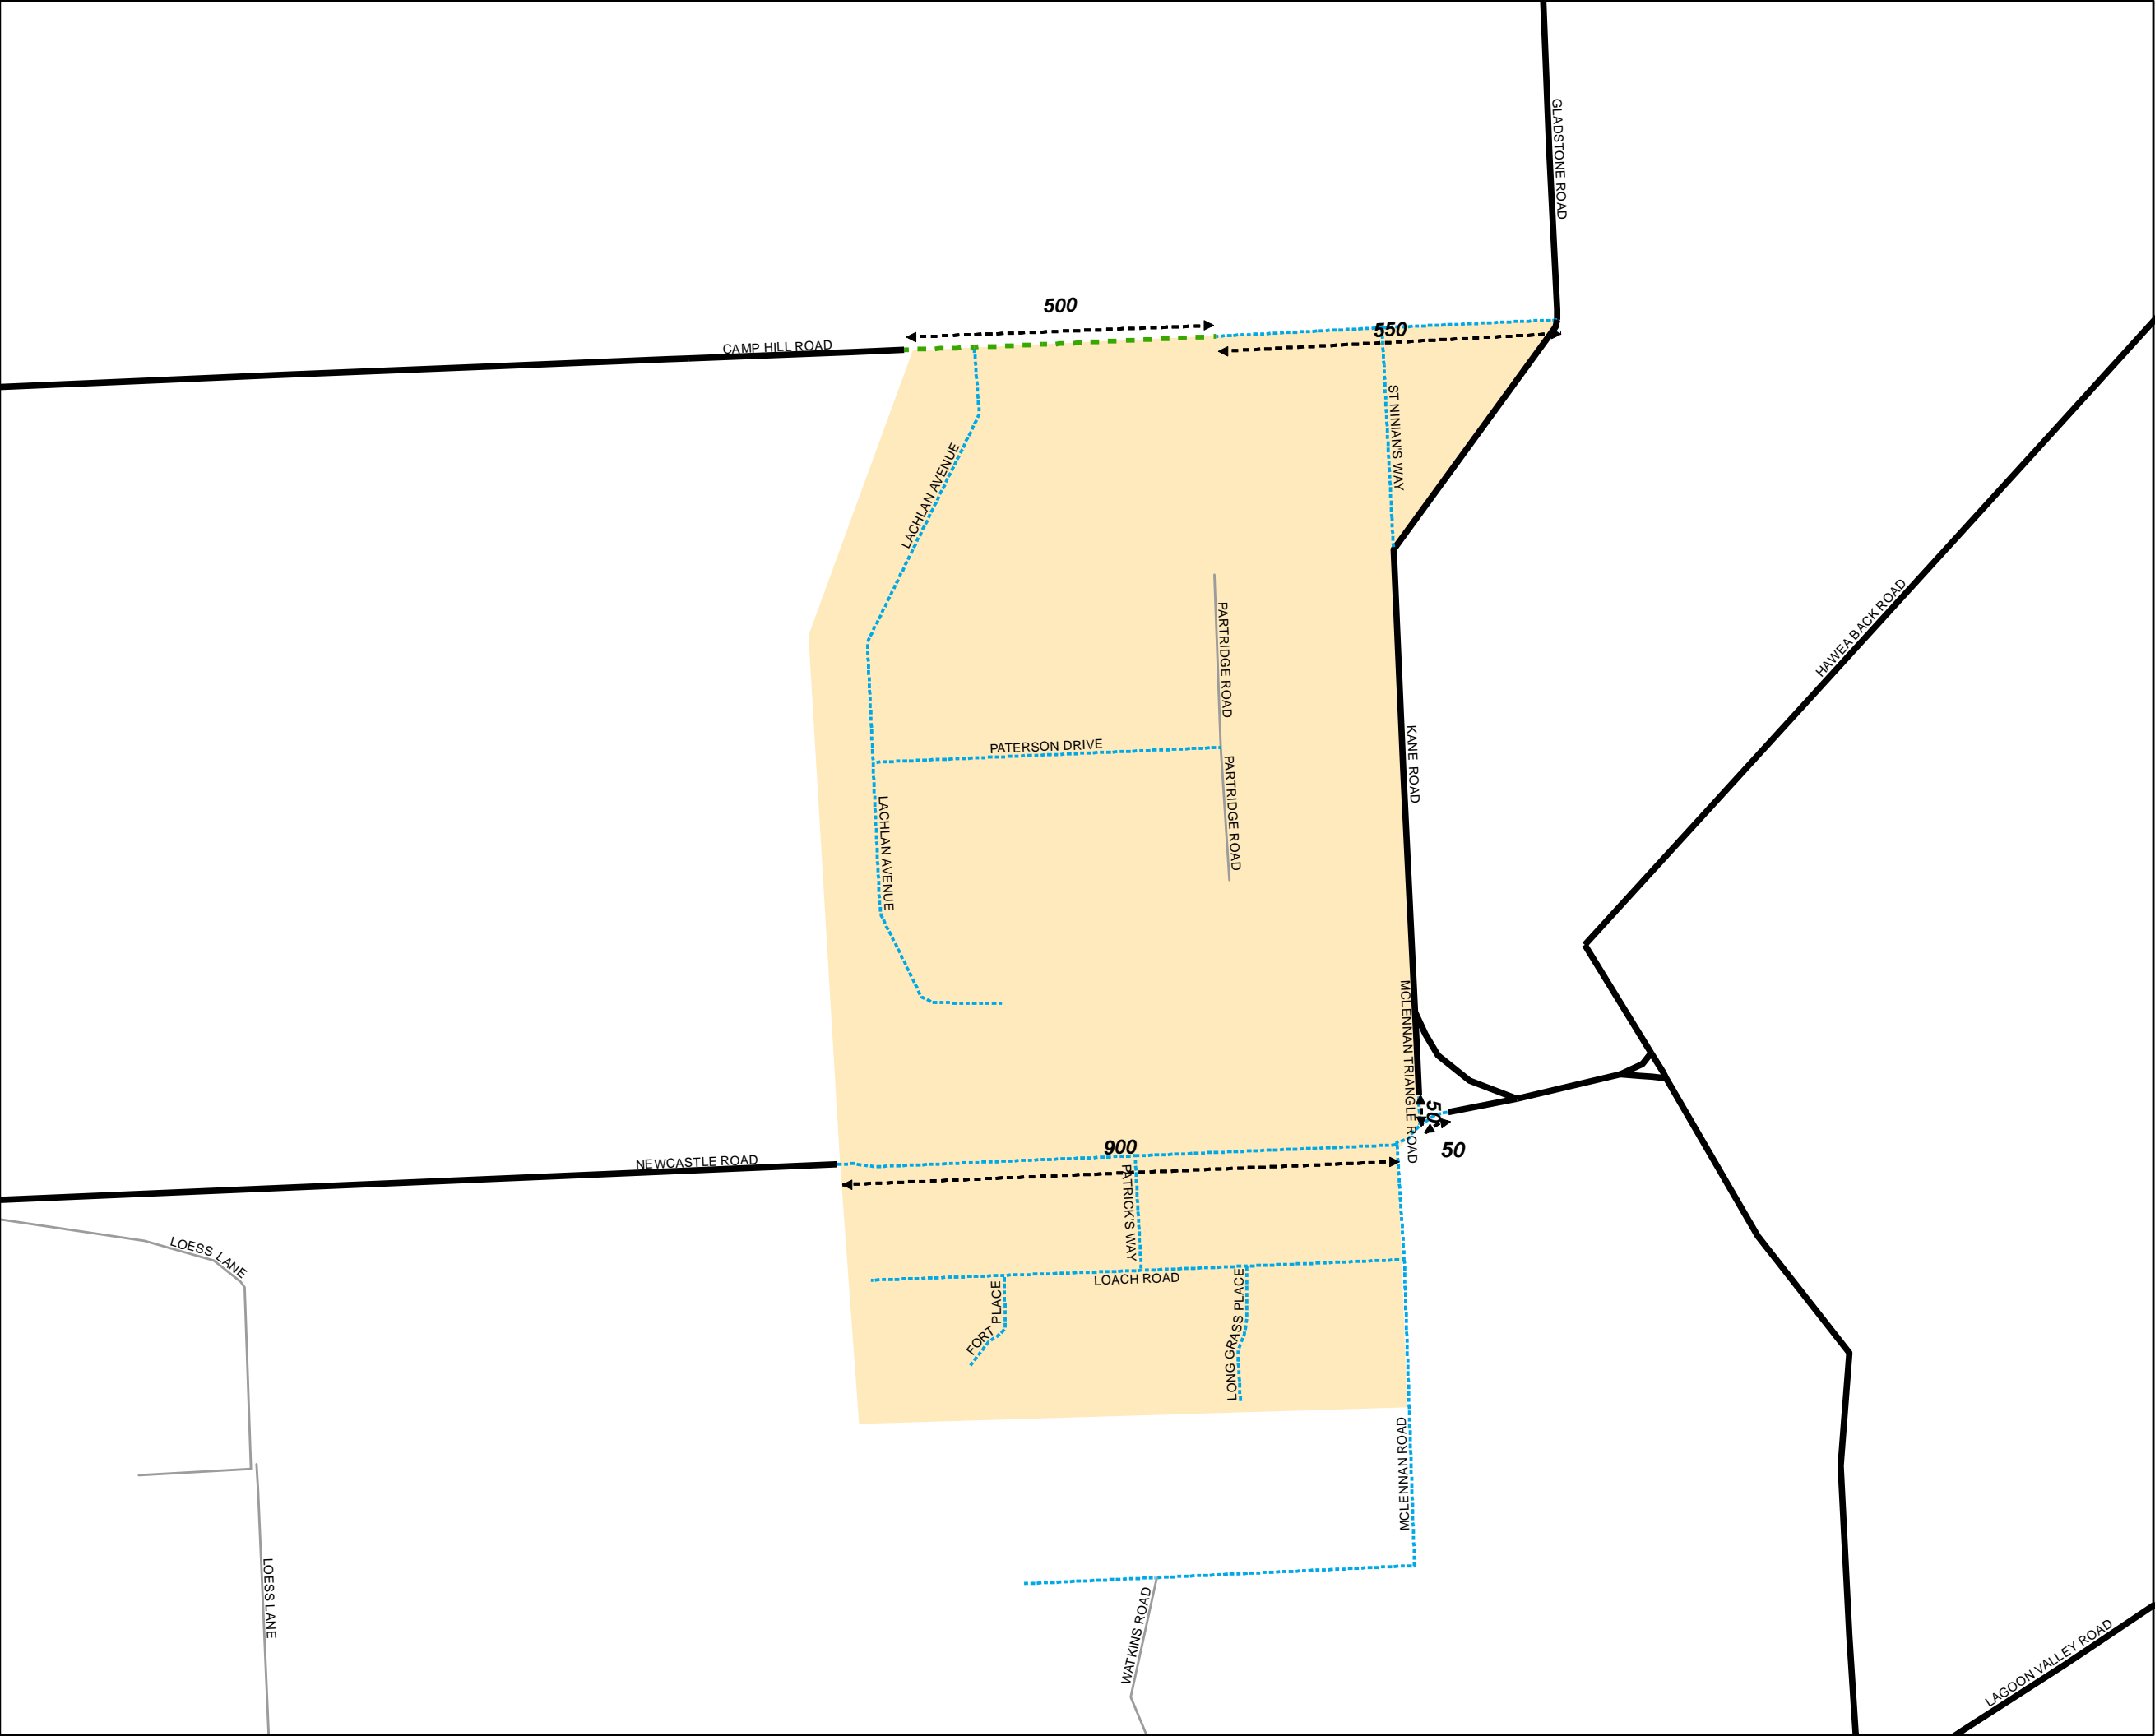 GLADSTONE ROAD
500
550
CAMP HILL ROAD
ST NINIAN'S WAY
LACHLAN AVENUE
HAWEA BACK ROAD
PARTRIDGE ROAD
PATERSON DRIVE
KANE ROAD
PARTRIDGE ROAD
LACHLAN AVENUE
MCLENNAN TRIANGLE ROAD
50
50
900
NEWCASTLE ROAD
PATRICK'S WAY
LOESS LANE
LOACH ROAD
FORT PLACE
LONG GRASS PLACE
MCLENNAN ROAD
LOESS LANE
WATKINS ROAD
LAGOON VALLEY ROAD